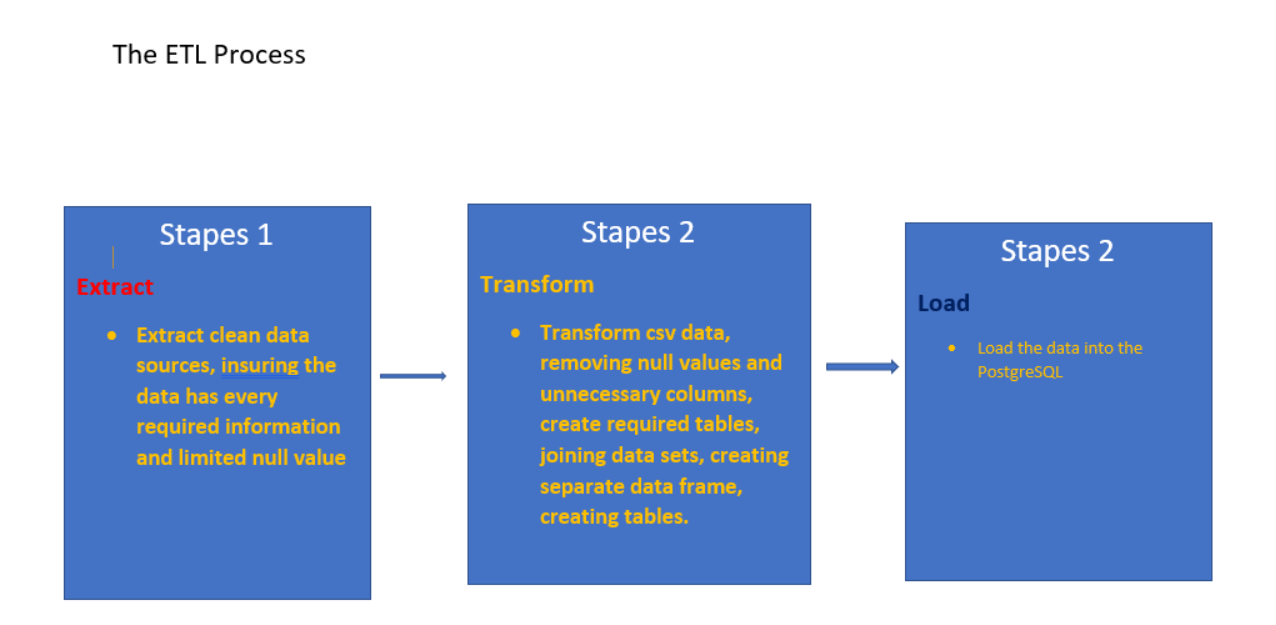 The ETL Process
Stapes 1
Extract
• Extract clean data
sources, insuring the
data has every
required information
and limited null value
Stapes 2
Transform
• Transform csv data,
removing null values and
unnecessary columns,
create required tables,
joining data sets, creating
separate data frame,
creating tables.
Stapes 2
Load
• Load the data into the
PostgreSQL